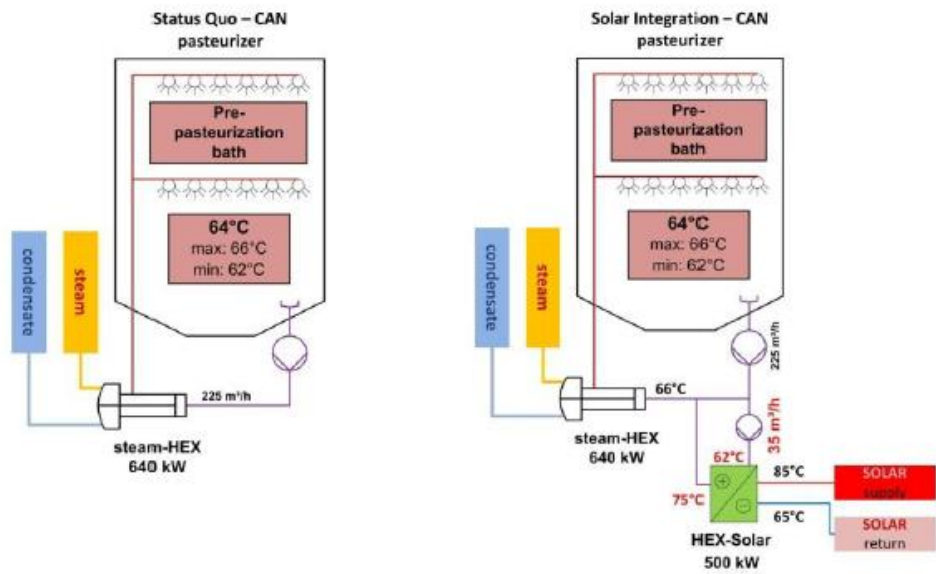 Status Quo – CAN
pasteurizer
Pre-
pasteurization
bath
64°C
max: 66°C
min: 62°C
condensate
steam
225 m³/h
steam-HEX
640 kW
Solar Integration – CAN
pasteurizer
Pre-
pasteurization
bath
64°C
max: 66°C
min: 62°C
condensate
steam
225 m³/h
66°C
35 m³/h
steam-HEX
640 kW
62°C
75°C
85°C
65°C
SOLAR
supply
SOLAR
return
HEX-Solar
500 kW